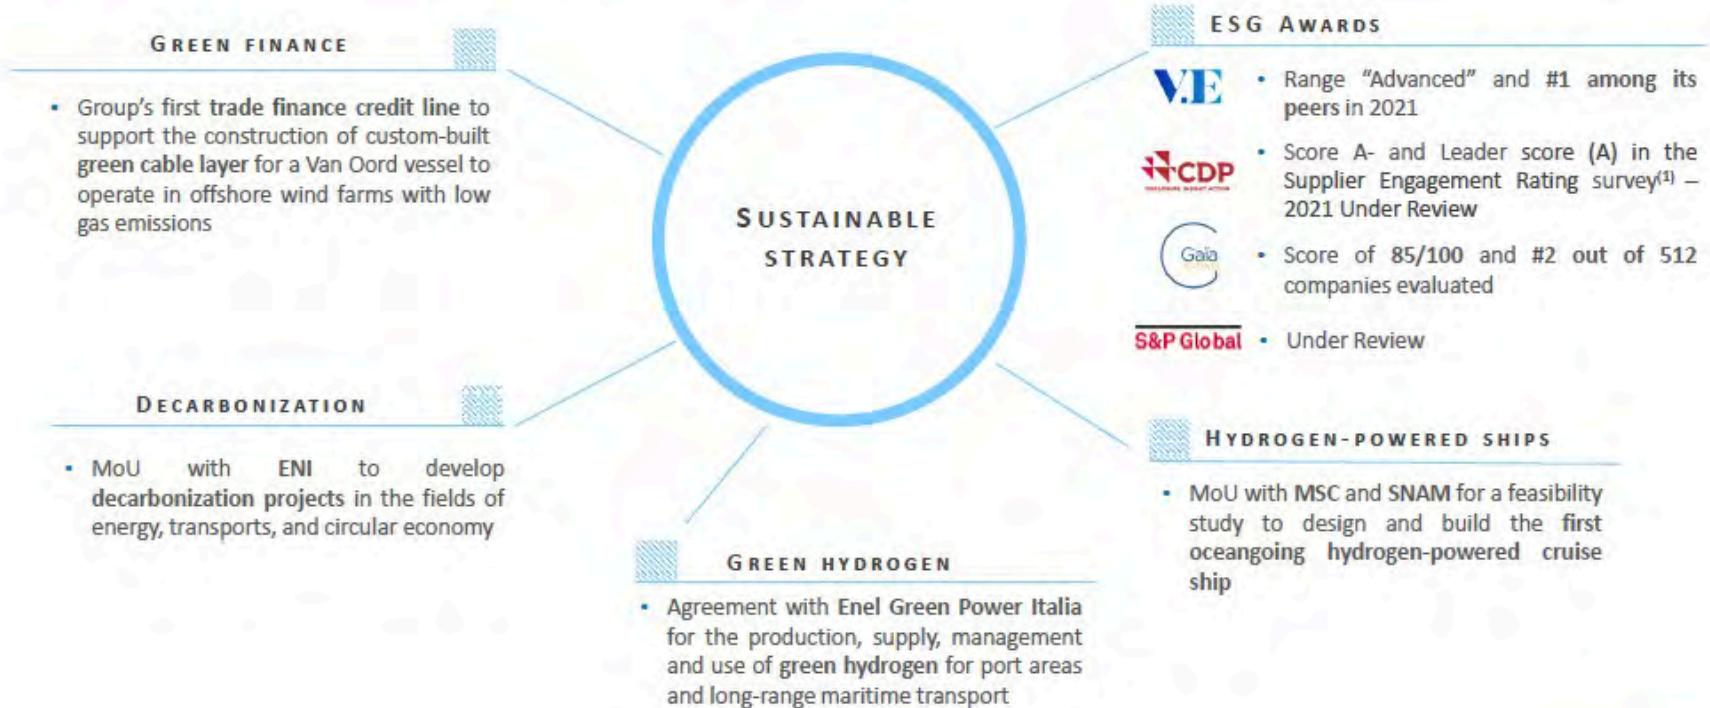 GREEN FINANCE
• Group's first trade finance credit line to
support the construction of custom-built
green cable layer for a Van Oord vessel to
operate in offshore wind farms with low
gas emissions
DECARBONIZATION
• MoU with ENI to develop
decarbonization projects in the fields of
energy, transports, and circular economy
SUSTAINABLE
STRATEGY
GREEN HYDROGEN
• Agreement with Enel Green Power Italia
for the production, supply, management
and use of green hydrogen for port areas
and long-range maritime transport
ESG AWARDS
V.E
• Range “Advanced” and #1 among its
peers in 2021
CDP
• Score A- and Leader score (A) in the
Supplier Engagement Rating survey(1) –
2021 Under Review
Gaïa
• Score of 85/100 and #2 out of 512
companies evaluated
S&P Global • Under Review
HYDROGEN-POWERED SHIPS
• MoU with MSC and SNAM for a feasibility
study to design and build the first
oceangoing hydrogen-powered cruise
ship